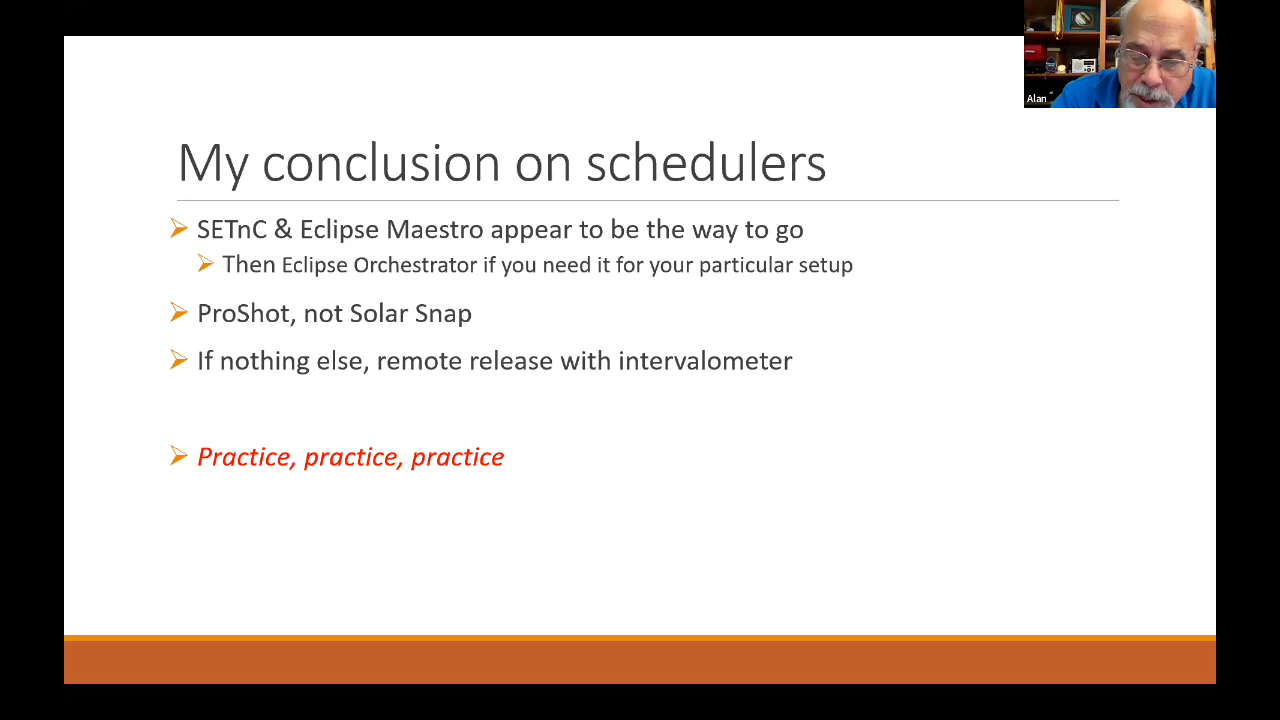 Alan
My conclusion on schedulers
SETnC & Eclipse Maestro appear to be the way to go
Then Eclipse Orchestrator if you need it for your particular setup
ProShot, not Solar Snap
If nothing else, remote release with intervalometer
Practice, practice, practice